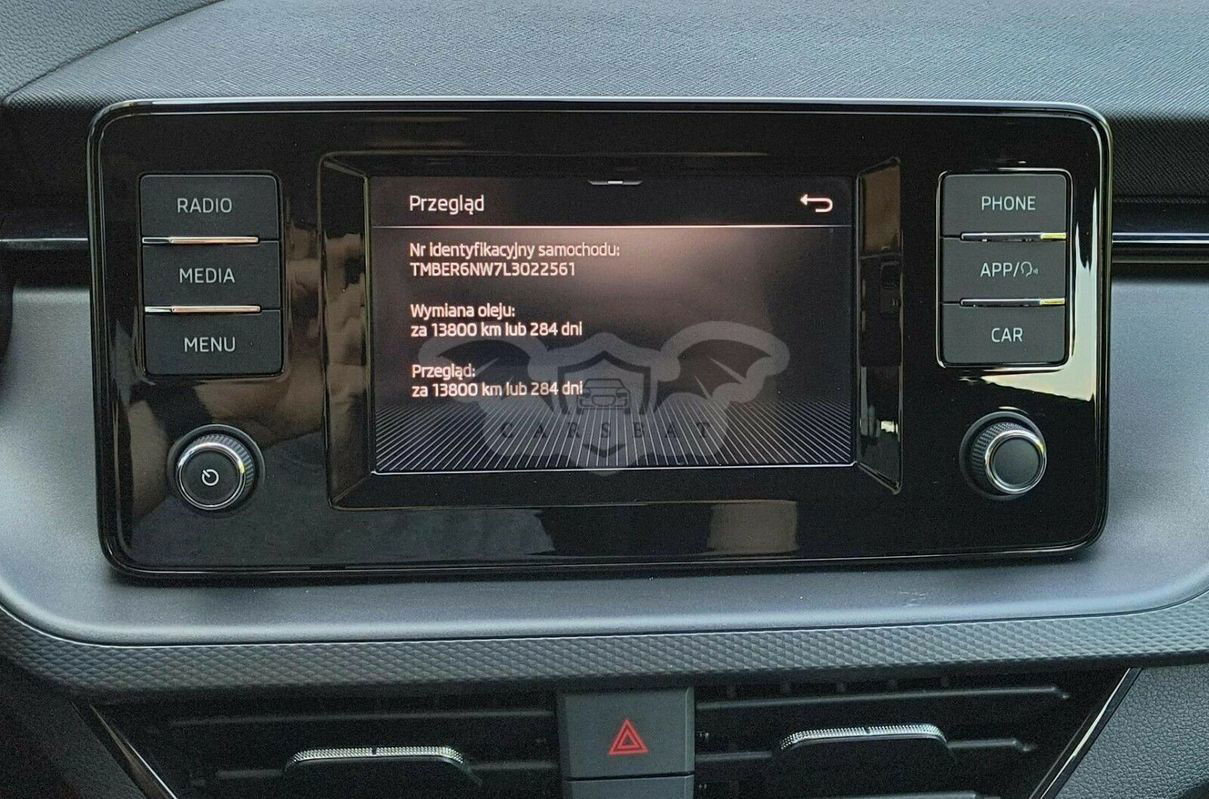 RADIO
MEDIA
MENU
Przegląd
Nr identyfikacyjny samochodu:
TMBER6NW7L3022561
Wymiana oleju:
za 13800 km lub 284 dni
Przegląd:
za 13800 km lub 284 dni
CARSBAT
PHONE
APP/
CAR